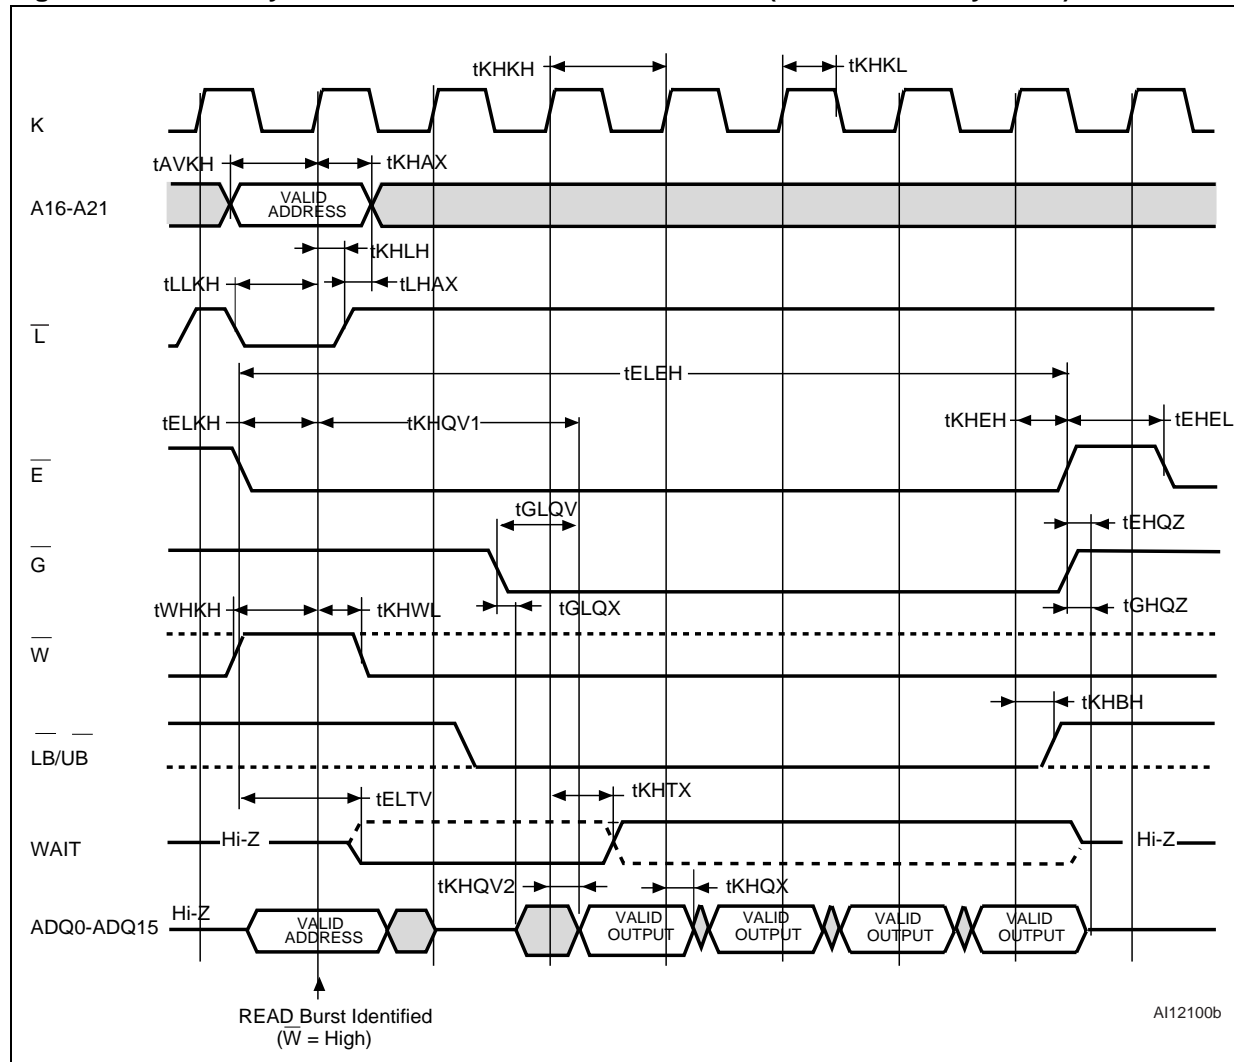 tKHKH
tKHKL
K
tAVKH
tKHAX
A16-A21
VALID
ADDRESS
tKHLH
tLLKH
tLHAX
L
tELEH
tELKH
tKHQV1
tKHEH
tEHEL
E
tGLQV
tEHQZ
G
tWHKH
tKHWL
tGLQX
tGHQZ
W
tKHBH
LB/UB
tELTV
tKHTX
WAIT
Hi-Z
Hi-Z
tKHQV2
tKHQX
ADQ0-ADQ15
Hi-Z
VALID
ADDRESS
VALID
OUTPUT
VALID
OUTPUT
VALID
OUTPUT
VALID
OUTPUT
READ Burst Identified
(W = High)
AI12100b